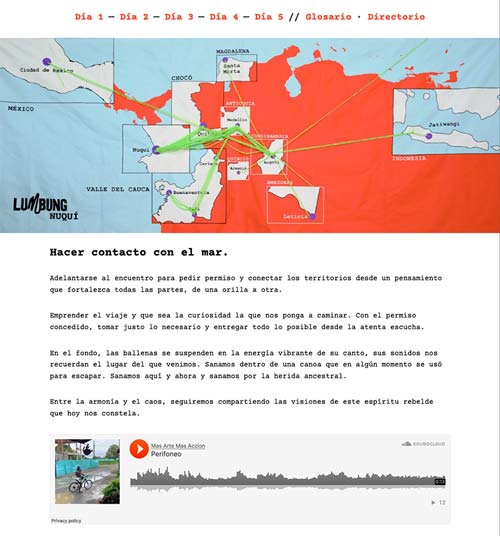 Día 1 — Día 2 — Día 3 — Día 4 — Día 5 // Glosario · Directorio
MAGDALENA
Santa
Marta
Ciudad de México
CHOCÓ
MÉXICO
ANTIOQUIA
Medellín
Jatiwangi
CUNDINAMARCA
Nuquí
Bogotá
INDONESIA
QUINDÍO
Armenia
AMAZONAS
VALLE DEL CAUCA
Buenaventura
Cali
Leticia
LUMBUNG
NUQUÍ
Hacer contacto con el mar.
Adelantarse al encuentro para pedir permiso y conectar los territorios desde un pensamiento
que fortalezca todas las partes, de una orilla a otra.
Emprender el viaje y que sea la curiosidad la que nos ponga a caminar. Con el permiso
concedido, tomar justo lo necesario y entregar todo lo posible desde la atenta escucha.
En el fondo, las ballenas se suspenden en la energía vibrante de su canto, sus sonidos nos
recuerdan el lugar del que venimos. Sanamos dentro de una canoa que en algún momento se usó
para escapar. Sanamos aquí y ahora y sanamos por la herida ancestral.
Entre la armonía y el caos, seguiremos compartiendo las visiones de este espíritu rebelde
que hoy nos constela.
Mas Arte Mas Accion
Perifoneo
SOUNDCLOUD
12
Privacy policy